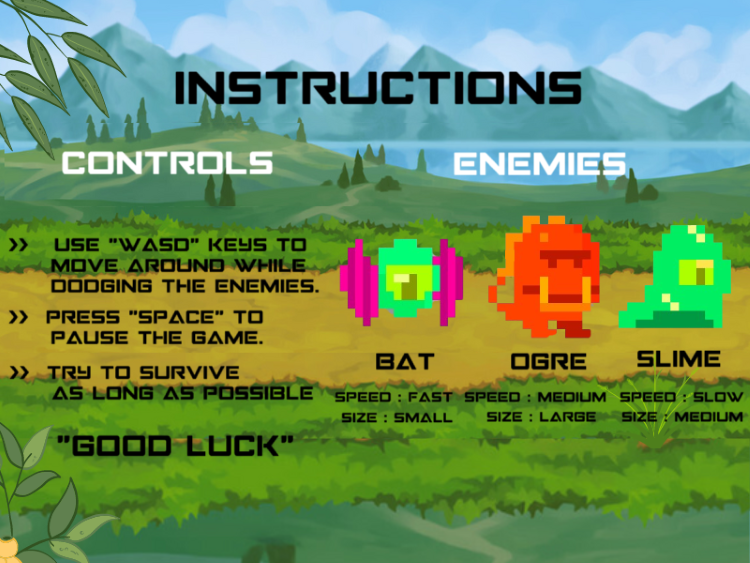 INSTRUCTIONS
CONTROLS
>> USE "WASD" KEYS TO
MOVE AROUND WHILE
DODGING THE ENEMIES.
>> PRESS "SPACE" TO
PAUSE THE GAME.
>> TRY TO SURVIVE
AS LONG AS POSSIBLE
"GOOD LUCK"
ENEMIES
BAT
SPEED : FAST
SIZE : SMALL
OGRE
SPEED : MEDIUM
SIZE : LARGE
SLIME
SPEED : SLOW
SIZE : MEDIUM